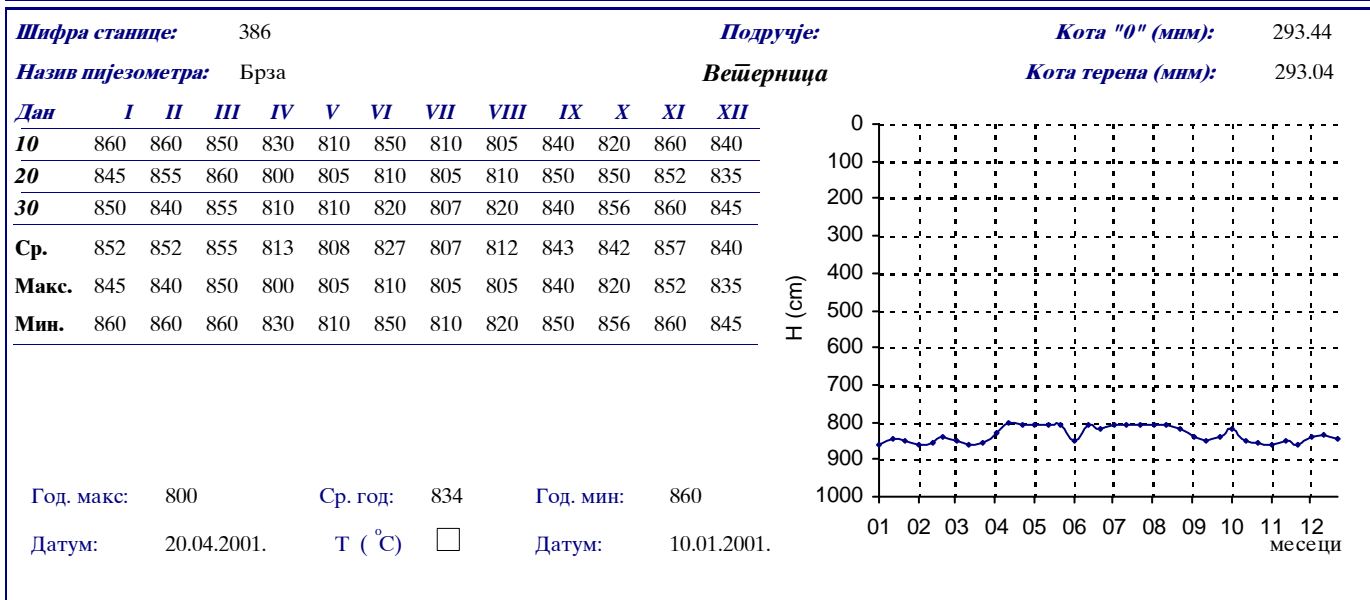 Шифра станице: 386 Подручје: Кота "0" (мнм): 293.44
Назив пијезометра: Брза Ветерница Кота терена (мнм): 293.04
Дан I II III IV V VI VII VIII IX X XI XII
10 860 860 850 830 810 850 810 805 840 820 860 840
20 845 855 860 800 805 810 805 810 850 850 852 835
30 850 840 855 810 810 820 807 820 840 856 860 845
Ср. 852 852 855 813 808 827 807 812 843 842 857 840
Макс. 845 840 850 800 805 810 805 805 840 820 852 835
Мин. 860 860 860 830 810 850 810 820 850 856 860 845
0
100
200
300
400
500
600
700
800
900
1000
H (cm)
01 02 03 04 05 06 07 08 09 10 11 12
месеци
Год. макс: 800 Ср. год: 834 Год. мин: 860
Датум: 20.04.2001. Т ( °C) Датум: 10.01.2001.